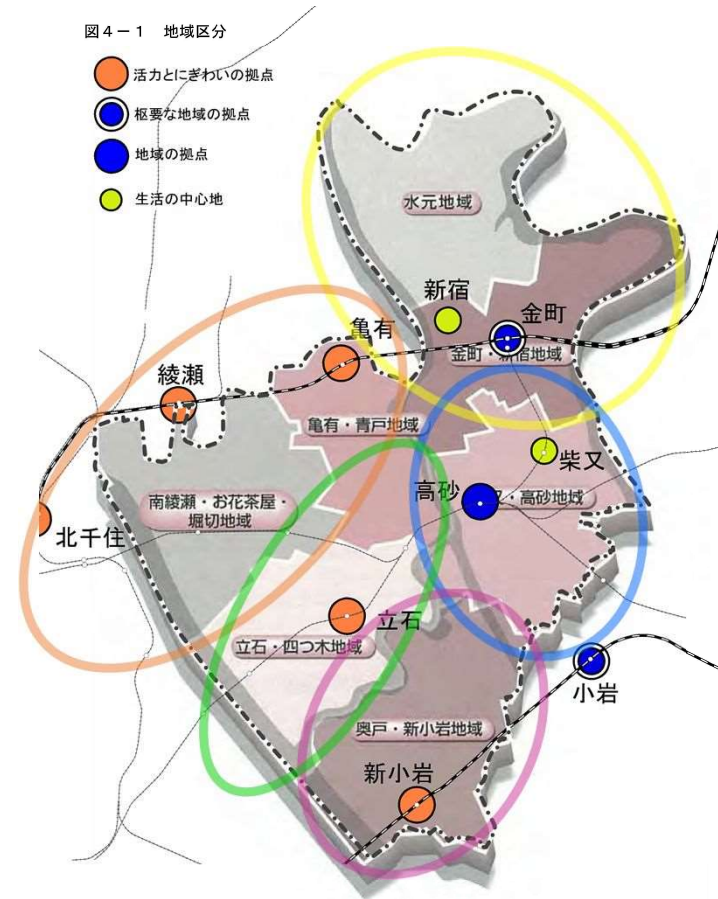 図4-1 地域区分
活力とにぎわいの拠点
枢要な地域の拠点
地域の拠点
生活の中心地
水元地域
新宿
金町
亀有
金町・新宿地域
綾瀬
亀有・青戸地域
柴又
高砂
又・高砂地域
南綾瀬・お花茶屋・
堀切地域
北千住
立石
立石・四つ木地域
小岩
奥戸・新小岩地域
新小岩